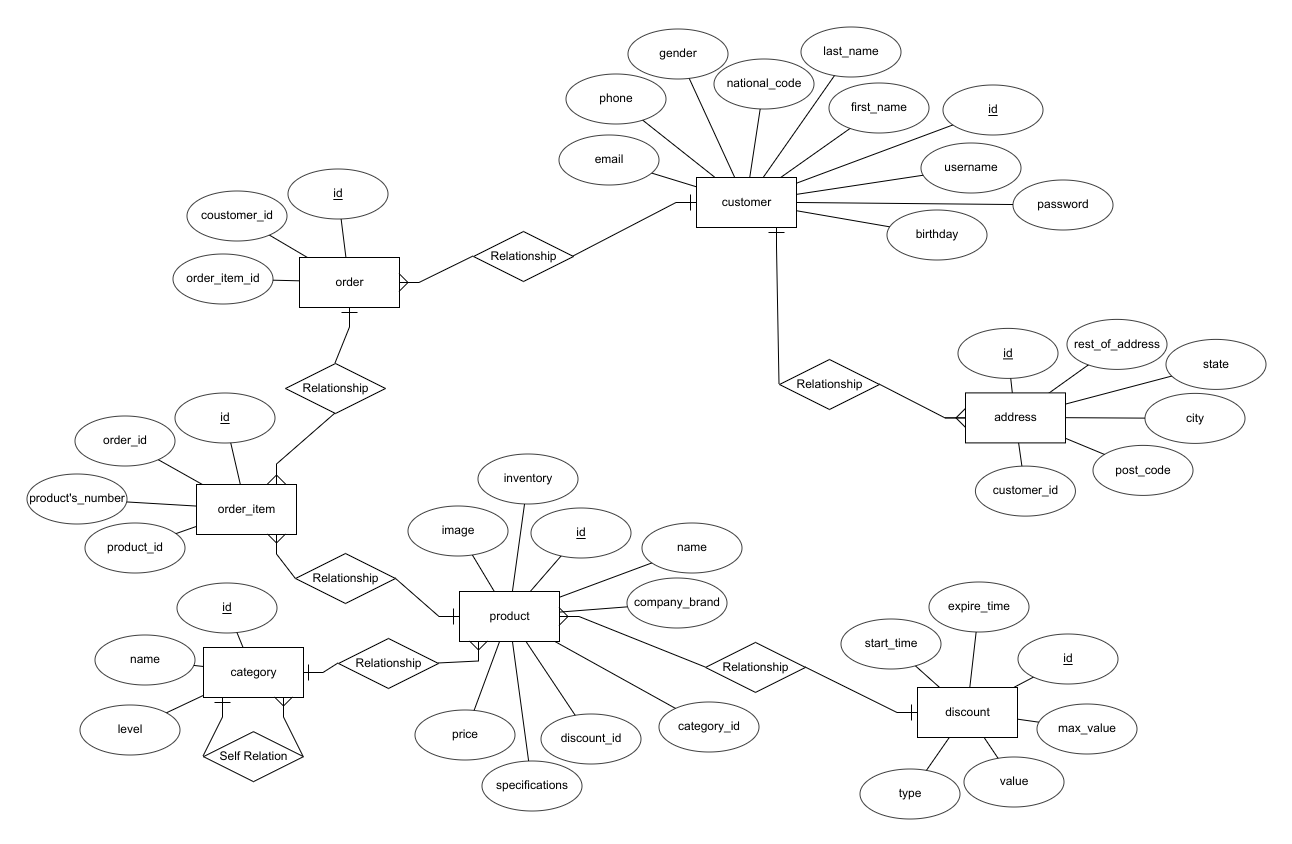 last_name
gender
national_code
phone
first_name
id
email
username
customer
password
birthday
id
coustomer_id
Relationship
order_item_id
order
rest_of_address
id
state
Relationship
Relationship
address
city
post_code
customer_id
id
order_id
product's_number
order_item
product_id
inventory
image
id
name
Relationship
company_brand
product
id
name
category
level
Relationship
Self Relation
price
specifications
discount_id
category_id
Relationship
expire_time
start_time
id
discount
max_value
value
type